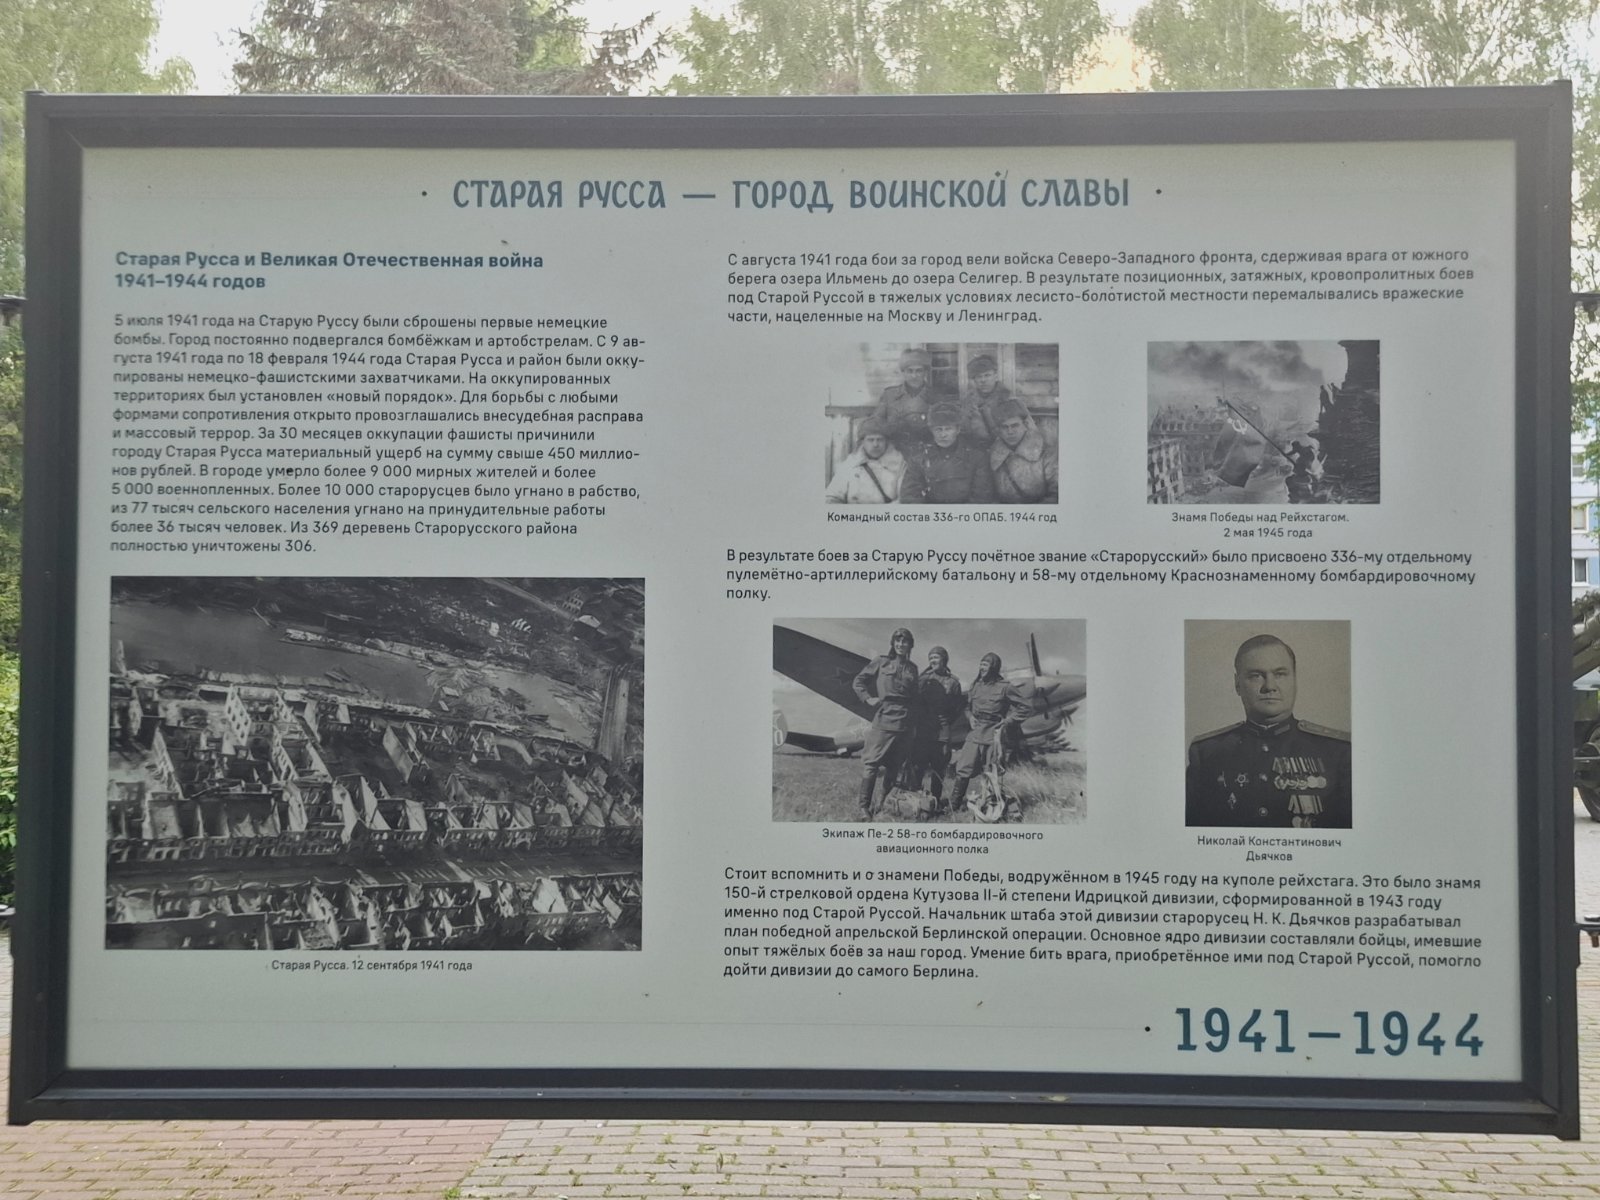 · СТАРАЯ РУССА — ГОРОД ВОИНСКОЙ СЛАВЫ ·
Старая Русса и Великая Отечественная война
1941–1944 годов
5 июля 1941 года на Старую Руссу были сброшены первые немецкие
бомбы. Город постоянно подвергался бомбёжкам и артобстрелам. С 9 ав-
густа 1941 года по 18 февраля 1944 года Старая Русса и район были окку-
пированы немецко-фашистскими захватчиками. На оккупированных
территориях был установлен «новый порядок». Для борьбы с любыми
формами сопротивления открыто провозглашались внесудебная расправа
и массовый террор. За 30 месяцев оккупации фашисты причинили
городу Старая Русса материальный ущерб на сумму свыше 450 миллио-
нов рублей. В городе умерло более 9 000 мирных жителей и более
5 000 военнопленных. Более 10 000 старорусцев было угнано в рабство,
из 77 тысяч сельского населения угнано на принудительные работы
более 36 тысяч человек. Из 369 деревень Старорусского района
полностью уничтожены 306.
Старая Русса. 12 сентября 1941 года
С августа 1941 года бои за город вели войска Северо-Западного фронта, сдерживая врага от южного
берега озера Ильмень до озера Селигер. В результате позиционных, затяжных, кровопролитных боев
под Старой Руссой в тяжелых условиях лесисто-болотистой местности перемалывались вражеские
части, нацеленные на Москву и Ленинград.
Командный состав 336-го ОПАБ. 1944 год
Знамя Победы над Рейхстагом.
2 мая 1945 года
В результате боев за Старую Руссу почётное звание «Старорусский» было присвоено 336-му отдельному
пулемётно-артиллерийскому батальону и 58-му отдельному Краснознаменному бомбардировочному
полку.
Экипаж Пе-2 58-го бомбардировочного
авиационного полка
Николай Константинович
Дьячков
Стоит вспомнить и о знамени Победы, водружённом в 1945 году на куполе рейхстага. Это было знамя
150-й стрелковой ордена Кутузова II-й степени Идрицкой дивизии, сформированной в 1943 году
именно под Старой Руссой. Начальник штаба этой дивизии старорусец Н. К. Дьячков разрабатывал
план победной апрельской Берлинской операции. Основное ядро дивизии составляли бойцы, имевшие
опыт тяжёлых боёв за наш город. Умение бить врага, приобретённое ими под Старой Руссой, помогло
дойти дивизии до самого Берлина.
· 1941–1944